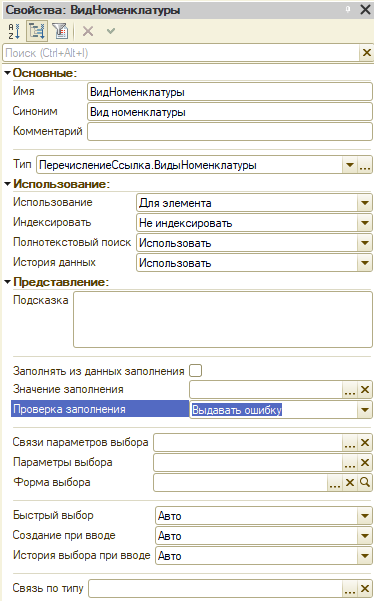 Свойства: ВидНоменклатуры
Поиск (Ctrl+Alt+I)
Основные:
Имя ВидНоменклатуры
Синоним Вид номенклатуры
Комментарий
Тип ПеречислениеСсылка.ВидыНоменклатуры
Использование:
Использование Для элемента
Индексировать Не индексировать
Полнотекстовый поиск Использовать
История данных Использовать
Представление:
Подсказка
Заполнять из данных заполнения
Значение заполнения
Проверка заполнения Выдавать ошибку
Связи параметров выбора
Параметры выбора
Форма выбора
Быстрый выбор Авто
Создание при вводе Авто
История выбора при вводе Авто
Связь по типу